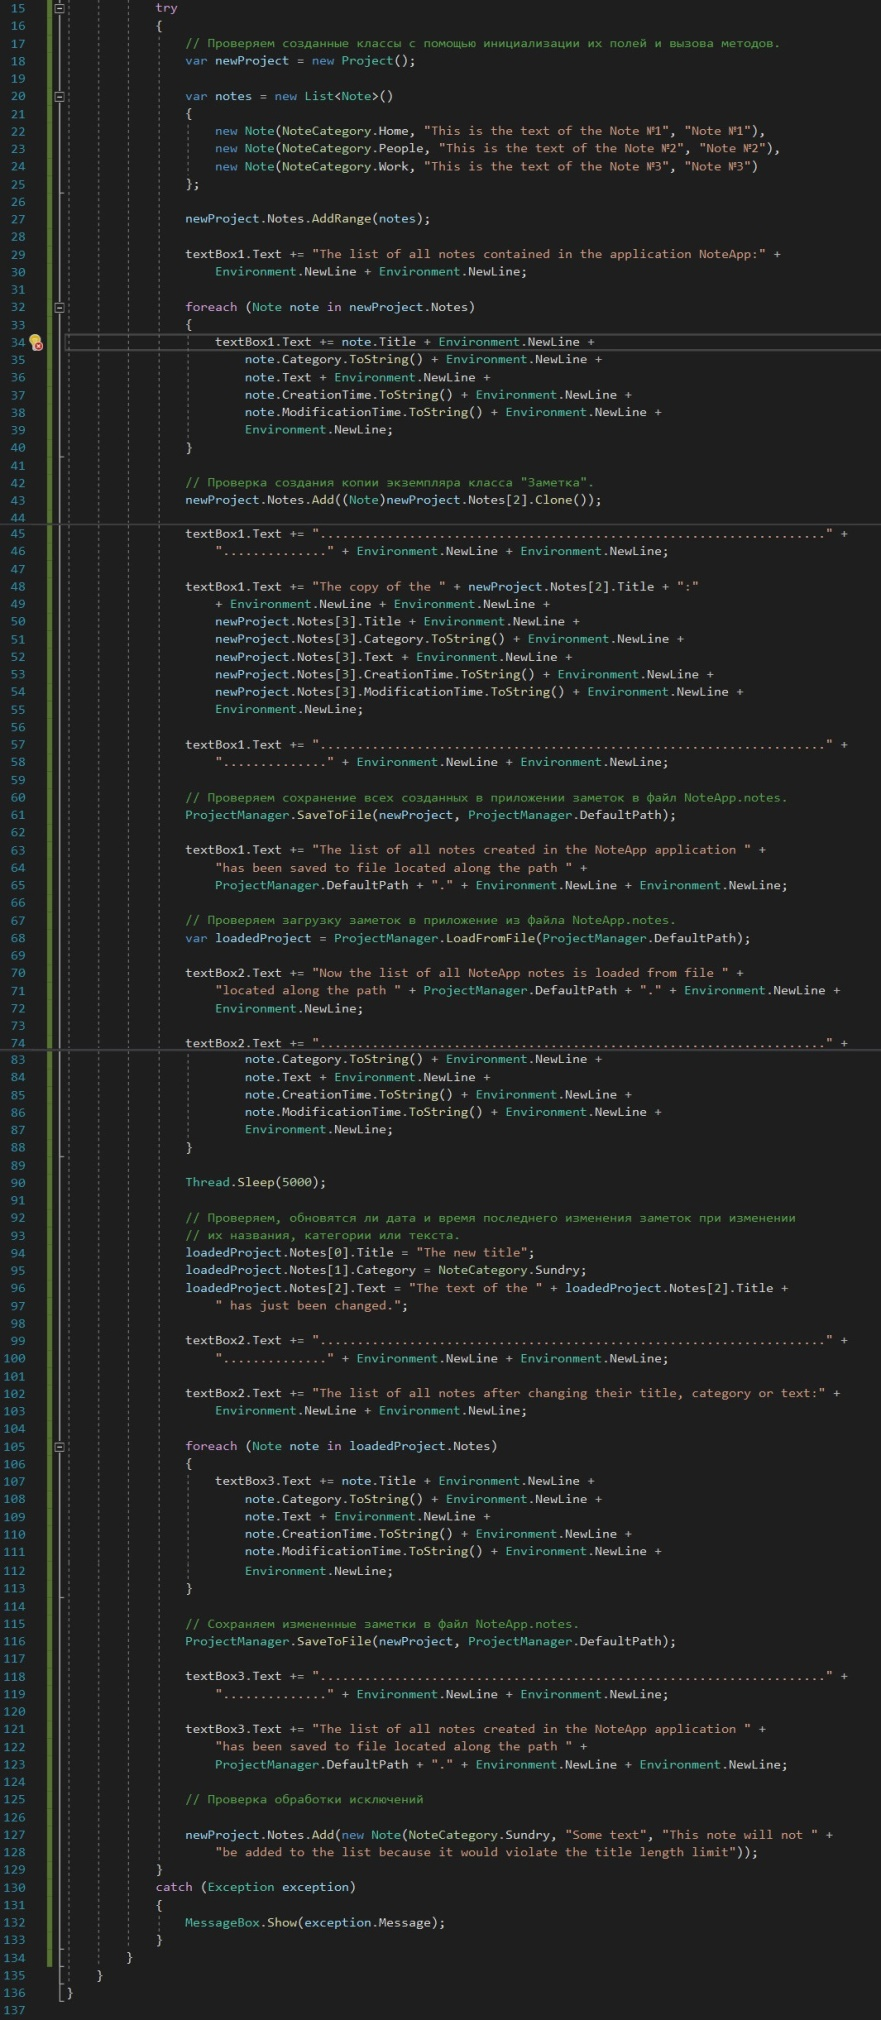 15 try
16 {
17 // Проверяем созданные классы с помощью инициализации их полей и вызова методов.
18 var newProject = new Project();
19
20 var notes = new List<Note>()
21 {
22 new Note(NoteCategory.Home, "This is the text of the Note №1", "Note №1"),
23 new Note(NoteCategory.People, "This is the text of the Note №2", "Note №2"),
24 new Note(NoteCategory.Work, "This is the text of the Note №3", "Note №3")
25 };
26
27 newProject.Notes.AddRange(notes);
28
29 textBox1.Text += "The list of all notes contained in the application NoteApp:" +
30 Environment.NewLine + Environment.NewLine;
31
32 foreach (Note note in newProject.Notes)
33 {
34 textBox1.Text += note.Title + Environment.NewLine +
35 note.Category.ToString() + Environment.NewLine +
36 note.Text + Environment.NewLine +
37 note.CreationTime.ToString() + Environment.NewLine +
38 note.ModificationTime.ToString() + Environment.NewLine +
39 Environment.NewLine;
40 }
41
42 // Проверка создания копии экземпляра класса "Заметка".
43 newProject.Notes.Add((Note)newProject.Notes[2].Clone());
44
45 textBox1.Text += "...................................................................." +
46 ".............." + Environment.NewLine + Environment.NewLine;
47
48 textBox1.Text += "The copy of the " + newProject.Notes[2].Title + ":"
49 + Environment.NewLine + Environment.NewLine +
50 newProject.Notes[3].Title + Environment.NewLine +
51 newProject.Notes[3].Category.ToString() + Environment.NewLine +
52 newProject.Notes[3].Text + Environment.NewLine +
53 newProject.Notes[3].CreationTime.ToString() + Environment.NewLine +
54 newProject.Notes[3].ModificationTime.ToString() + Environment.NewLine +
55 Environment.NewLine;
56
57 textBox1.Text += "...................................................................." +
58 ".............." + Environment.NewLine + Environment.NewLine;
59
60 // Проверяем сохранение всех созданных в приложении заметок в файл NoteApp.notes.
61 ProjectManager.SaveToFile(newProject, ProjectManager.DefaultPath);
62
63 textBox1.Text += "The list of all notes created in the NoteApp application " +
64 "has been saved to file located along the path " +
65 ProjectManager.DefaultPath + "." + Environment.NewLine + Environment.NewLine;
66
67 // Проверяем загрузку заметок в приложение из файла NoteApp.notes.
68 var loadedProject = ProjectManager.LoadFromFile(ProjectManager.DefaultPath);
69
70 textBox2.Text += "Now the list of all NoteApp notes is loaded from file " +
71 "located along the path " + ProjectManager.DefaultPath + "." + Environment.NewLine +
72 Environment.NewLine;
73
74 textBox2.Text += "...................................................................." +
83 note.Category.ToString() + Environment.NewLine +
84 note.Text + Environment.NewLine +
85 note.CreationTime.ToString() + Environment.NewLine +
86 note.ModificationTime.ToString() + Environment.NewLine +
87 Environment.NewLine;
88 }
89
90 Thread.Sleep(5000);
91
92 // Проверяем, обновятся ли дата и время последнего изменения заметок при изменении
93 // их названия, категории или текста.
94 loadedProject.Notes[0].Title = "The new title";
95 loadedProject.Notes[1].Category = NoteCategory.Sundry;
96 loadedProject.Notes[2].Text = "The text of the " + loadedProject.Notes[2].Title +
97 " has just been changed.";
98
99 textBox2.Text += "...................................................................." +
100 ".............." + Environment.NewLine + Environment.NewLine;
101
102 textBox2.Text += "The list of all notes after changing their title, category or text:" +
103 Environment.NewLine + Environment.NewLine;
104
105 foreach (Note note in loadedProject.Notes)
106 {
107 textBox3.Text += note.Title + Environment.NewLine +
108 note.Category.ToString() + Environment.NewLine +
109 note.Text + Environment.NewLine +
110 note.CreationTime.ToString() + Environment.NewLine +
111 note.ModificationTime.ToString() + Environment.NewLine +
112 Environment.NewLine;
113 }
114
115 // Сохраняем измененные заметки в файл NoteApp.notes.
116 ProjectManager.SaveToFile(newProject, ProjectManager.DefaultPath);
117
118 textBox3.Text += "...................................................................." +
119 ".............." + Environment.NewLine + Environment.NewLine;
120
121 textBox3.Text += "The list of all notes created in the NoteApp application " +
122 "has been saved to file located along the path " +
123 ProjectManager.DefaultPath + "." + Environment.NewLine + Environment.NewLine;
124
125 // Проверка обработки исключений
126
127 newProject.Notes.Add(new Note(NoteCategory.Sundry, "Some text", "This note will not " +
128 "be added to the list because it would violate the title length limit"));
129 }
130 catch (Exception exception)
131 {
132 MessageBox.Show(exception.Message);
133 }
134 }
135 }
136 }
137